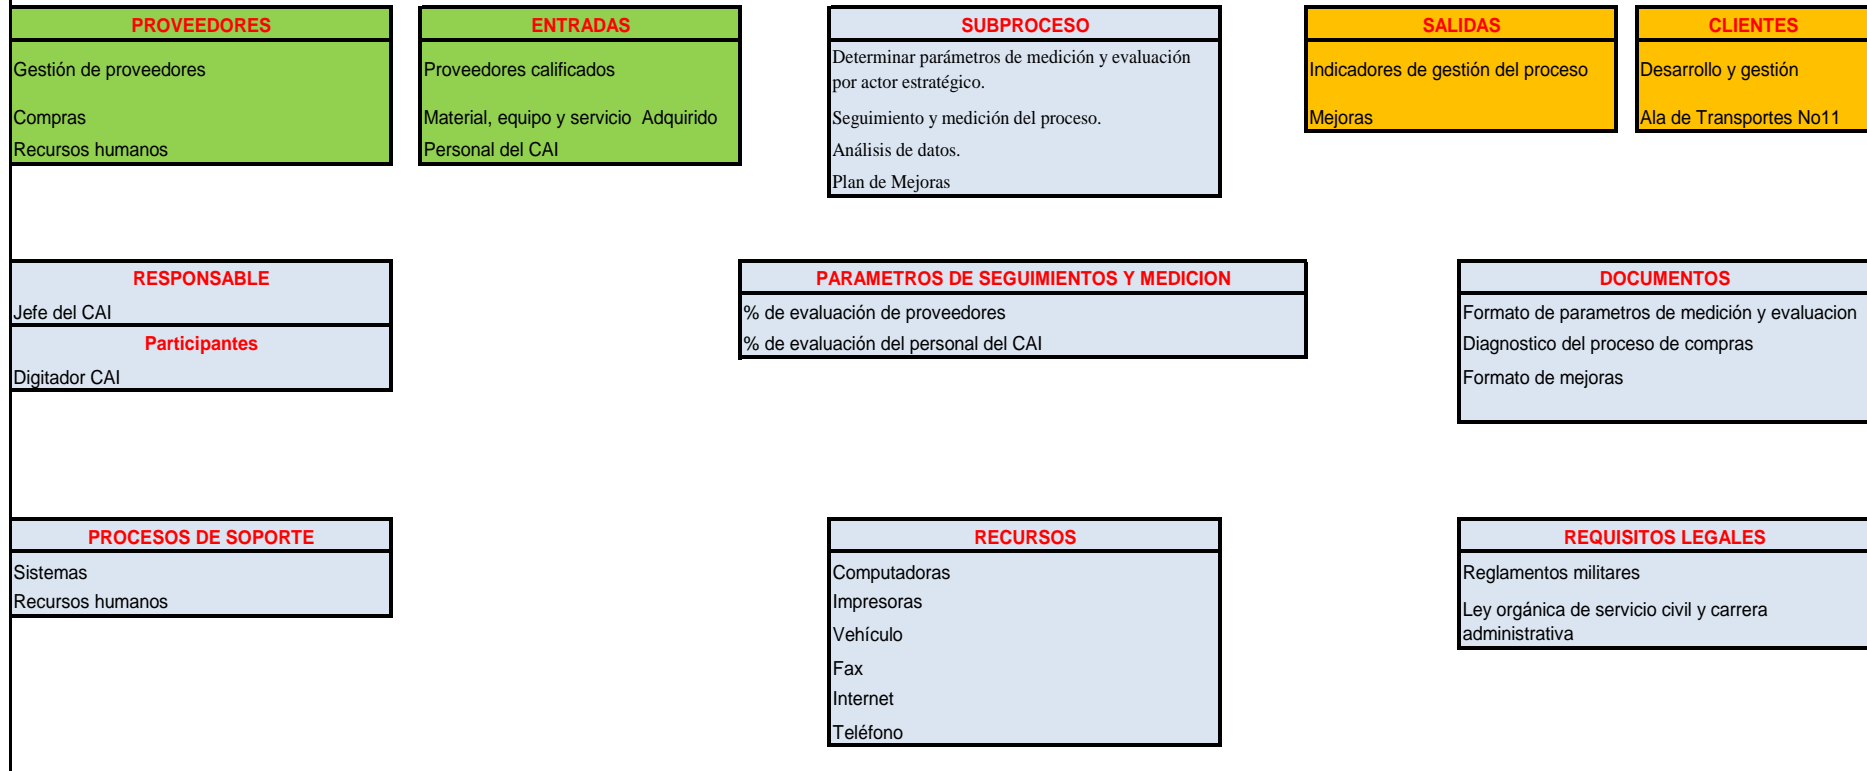 PROVEEDORES
Gestión de proveedores
Compras
Recursos humanos
ENTRADAS
Proveedores calificados
Material, equipo y servicio  Adquirido
Personal del CAI
SUBPROCESO
Determinar parámetros de medición y evaluación
por actor estratégico.
Seguimiento y medición del proceso.
Análisis de datos.
Plan de Mejoras
SALIDAS
Indicadores de gestión del proceso
Mejoras
CLIENTES
Desarrollo y gestión
Ala de Transportes No11
RESPONSABLE
Jefe del CAI
Participantes
Digitador CAI
PARAMETROS DE SEGUIMIENTOS Y MEDICION
% de evaluación de proveedores
% de evaluación del personal del CAI
DOCUMENTOS
Formato de parametros de medición y evaluacion
Diagnostico del proceso de compras
Formato de mejoras
PROCESOS DE SOPORTE
Sistemas
Recursos humanos
RECURSOS
Computadoras
Impresoras
Vehículo
Fax
Internet
Teléfono
REQUISITOS LEGALES
Reglamentos militares
Ley orgánica de servicio civil y carrera
administrativa